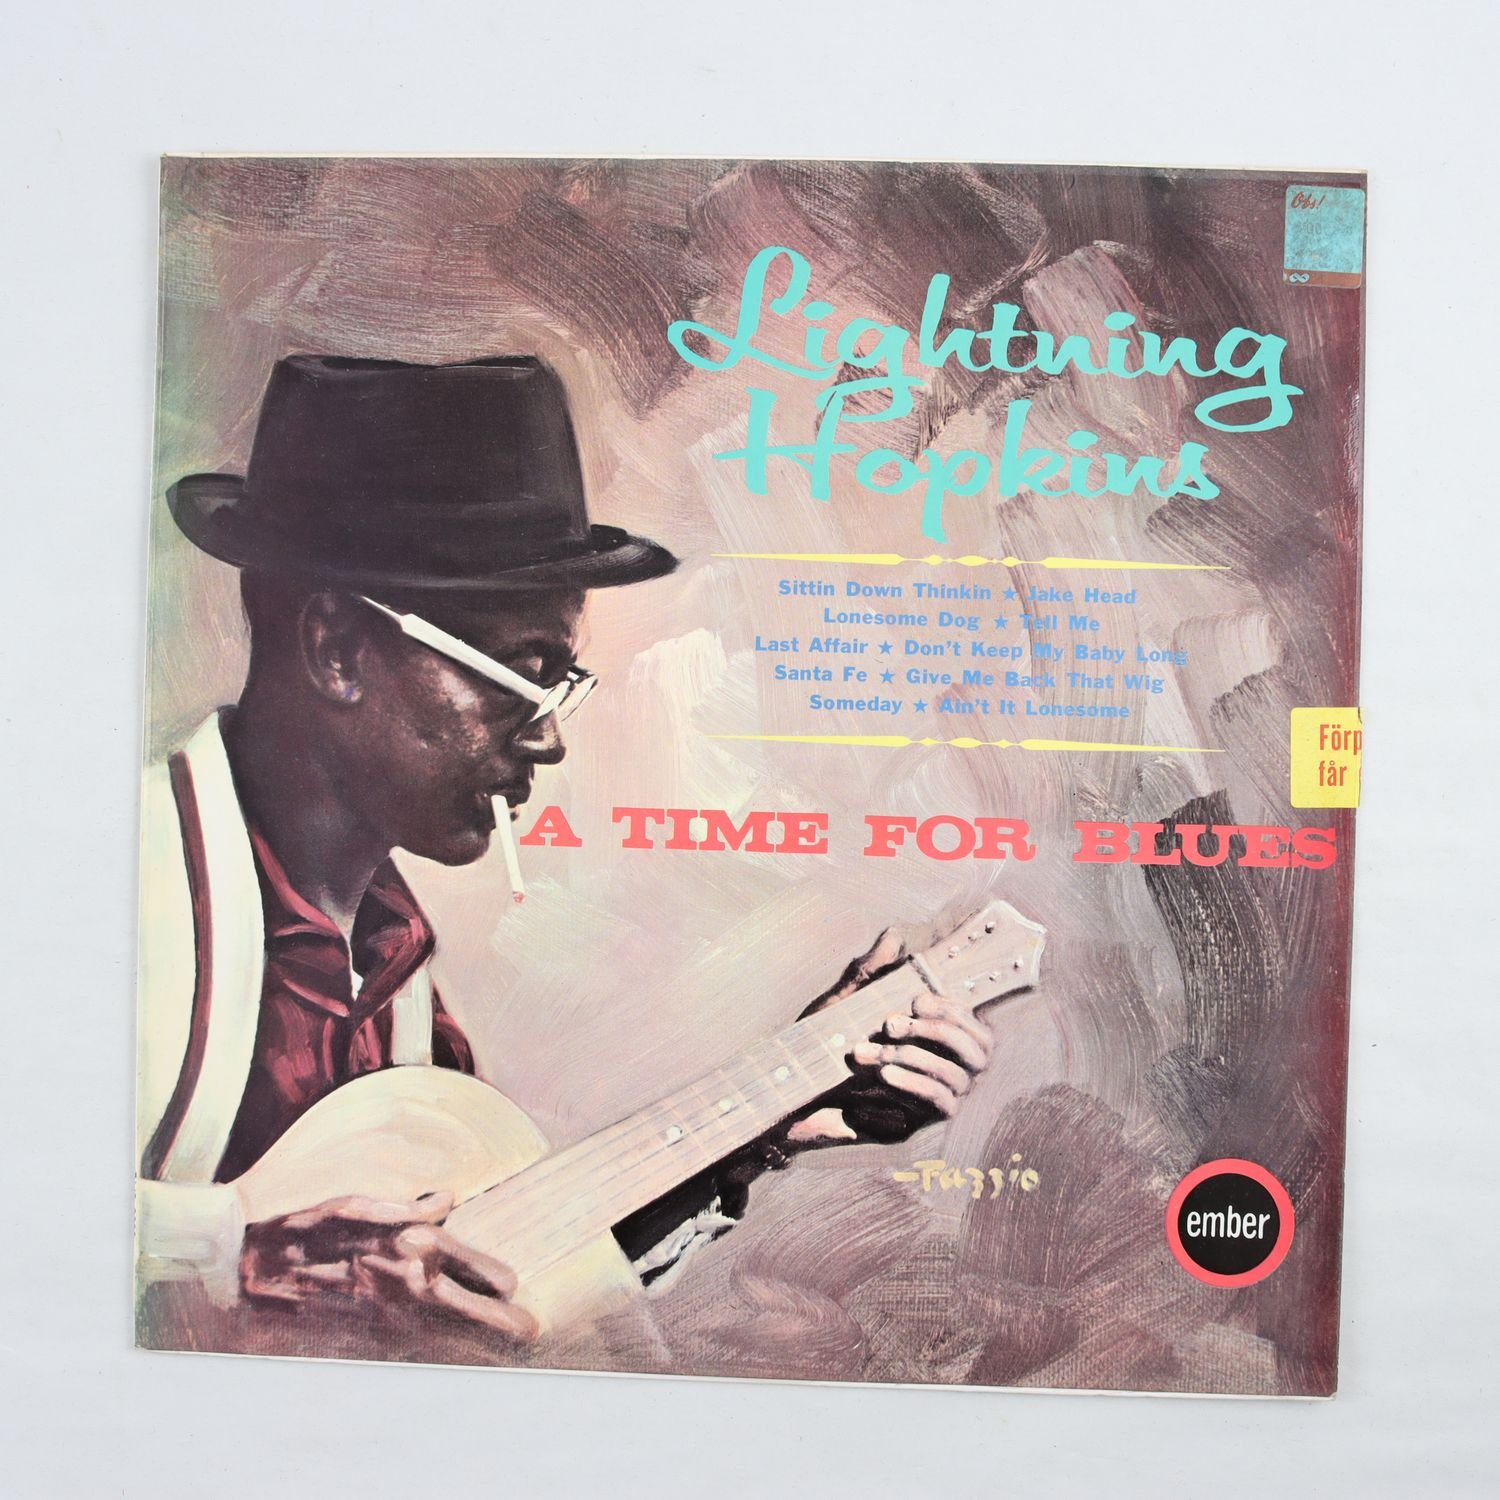 Obs!
Lightning
Hopkins
Sittin Down Thinkin ★ Jake Head
Lonesome Dog ★ Tell Me
Last Affair ★ Don't Keep My Baby Long
Santa Fe ★ Give Me Back That Wig
Someday ★ Ain't It Lonesome
Förp
får
A TIME FOR BLUES
Fazzio
ember